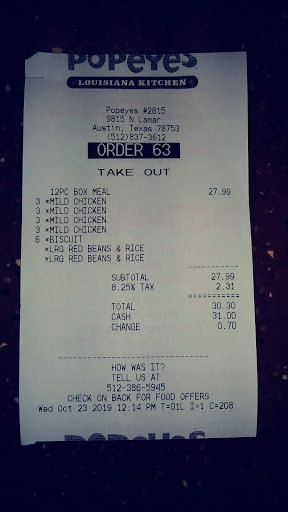 POPEYES
LOUISIANA KITCHEN
Popeyes #2815
9815 N Lamar
Austin, Texas 78753
(512)837-3612
ORDER 63
TAKE OUT
12PC BOX MEAL 27.99
3 *MILD CHICKEN
3 *MILD CHICKEN
3 *MILD CHICKEN
3 *MILD CHICKEN
6 *BISCUIT
*LRG RED BEANS & RICE
*LRG RED BEANS & RICE
SUBTOTAL 27.99
8.25% TAX 2.31
TOTAL 30.30
CASH 31.00
CHANGE 0.70
HOW WAS IT?
TELL US AT
512-386-5945
CHECK ON BACK FOR FOOD OFFERS
Wed Oct 23 2019 12:14 PM T=01L I=1 C=208
POPEYES